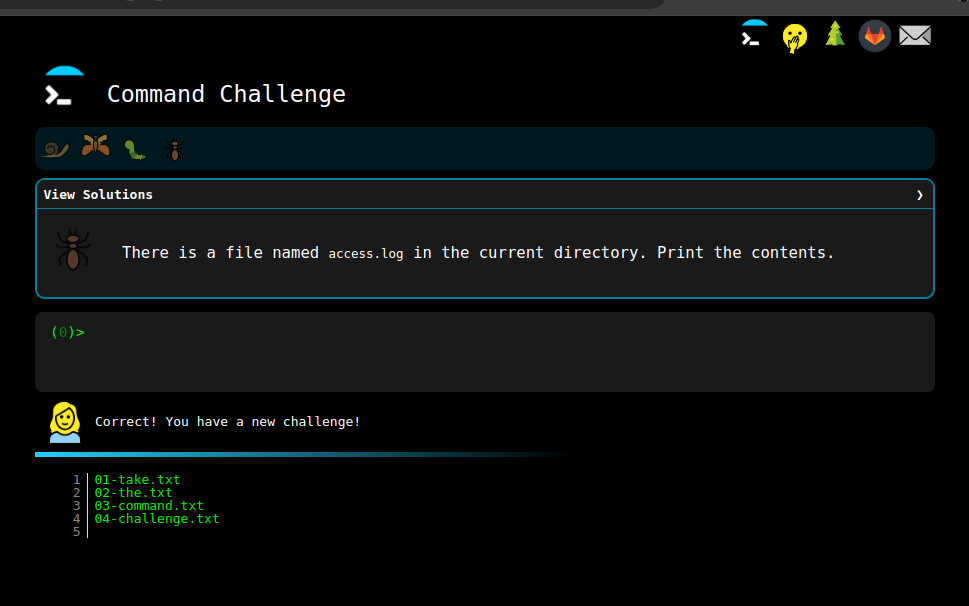 Command Challenge
View Solutions ❯
There is a file named access.log in the current directory. Print the contents.
(0)>
Correct! You have a new challenge!
1 01-take.txt
2 02-the.txt
3 03-command.txt
4 04-challenge.txt
5